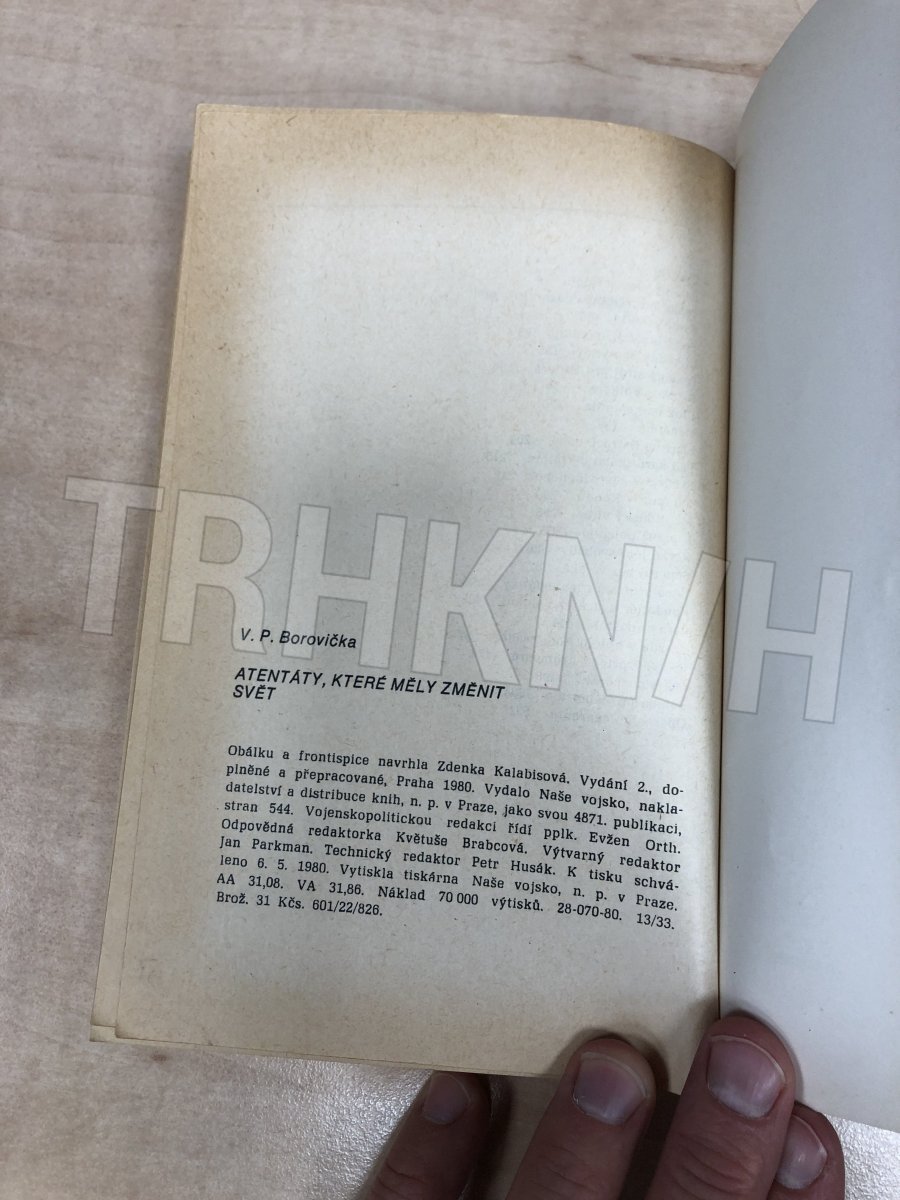 TRHKNIH
V. P. Borovička
ATENTÁTY, KTERÉ MĚLY ZMĚNIT
SVĚT
Obálku a frontispice navrhla Zdenka Kalabisová. Vydání 2., do-
plněné a přepracované, Praha 1980. Vydalo Naše vojsko, nakla-
datelství a distribuce knih, n. p. v Praze, jako svou 4871. publikaci,
stran 544. Vojenskopolitickou redakci řídí pplk. Evžen Orth.
Odpovědná redaktorka Květuše Brabcová. Výtvarný redaktor
Jan Parkman. Technický redaktor Petr Husák. K tisku schvá-
leno 6. 5. 1980. Vytiskla tiskárna Naše vojsko, n. p. v Praze.
AA 31,08. VA 31,86. Náklad 70 000 výtisků. 28-070-80. 13/33.
Brož. 31 Kčs. 601/22/826.